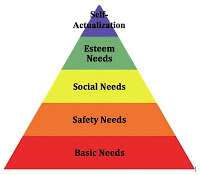 Self-
Actualization
Esteem
Needs
Social Needs
Safety Needs
Basic Needs